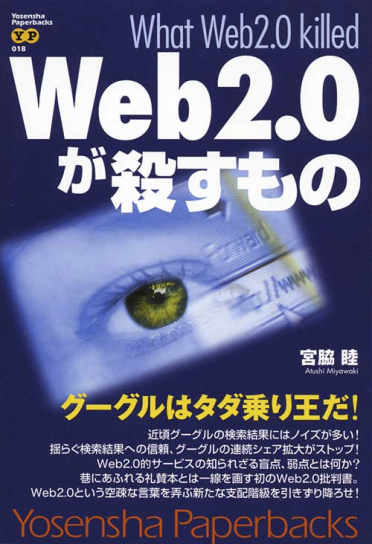 Yosensha
Paperbacks
YP
018
What Web2.0 killed
Web2.0
が殺すもの
Forward
宮脇 睦
Atushi Miyawaki
グーグルはタダ乗り王だ!
近頃グーグルの検索結果にはノイズが多い!
揺らぐ検索結果への信頼、グーグルの連続シェア拡大がストップ!
Web2.0的サービスの知られざる盲点、弱点とは何か?
巷にあふれる礼賛本とは一線を画す初のWeb2.0批判書。
Web2.0という空疎な言葉を弄ぶ新たな支配階級を引きずり降ろせ!
Yosensha Paperbacks